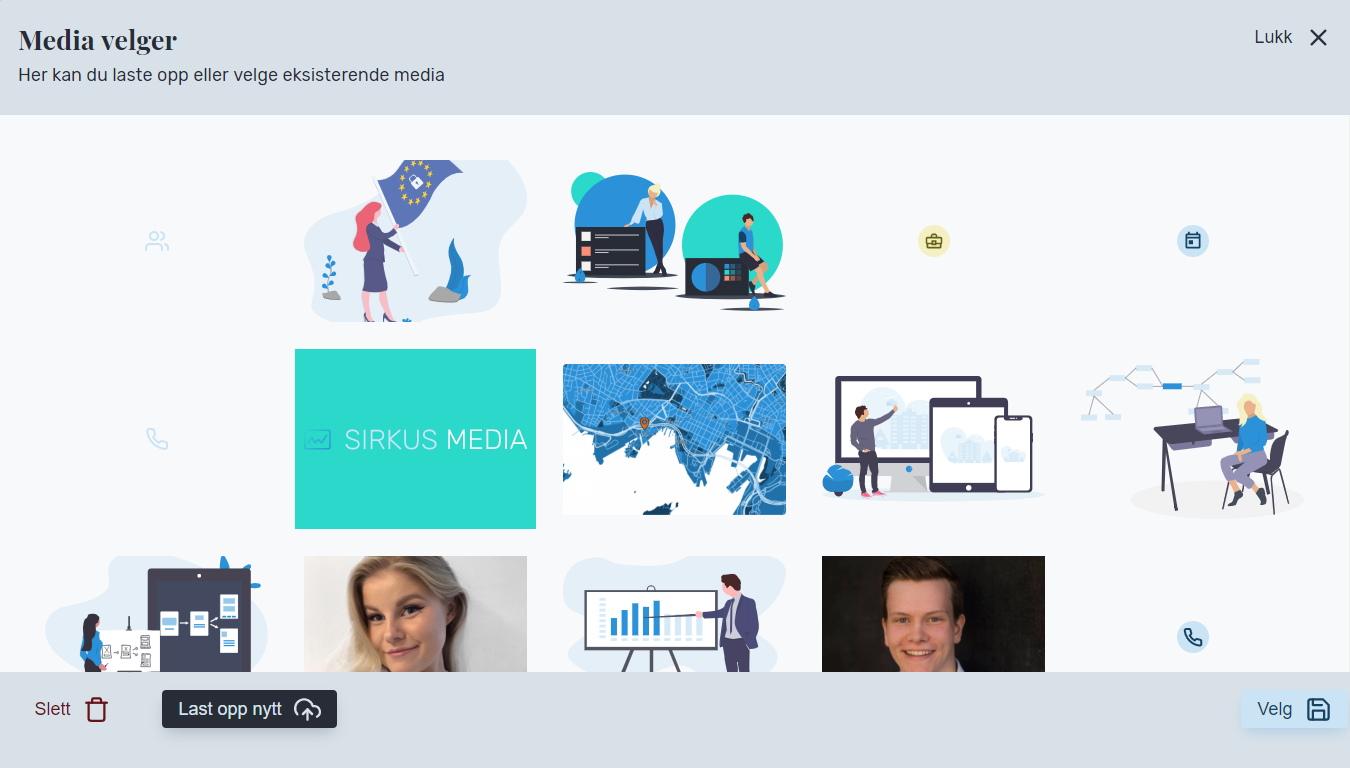 Media velger
Lukk
Her kan du laste opp eller velge eksisterende media
SIRKUS MEDIA
Slett
Last opp nytt
Velg